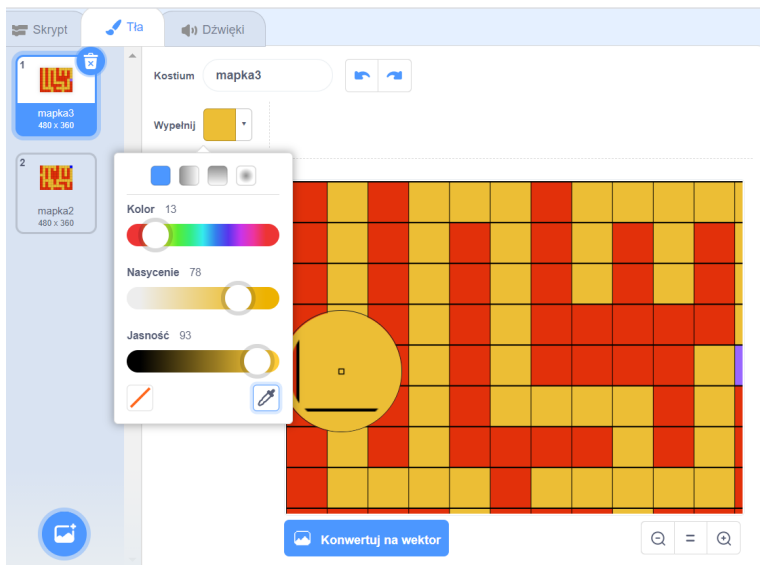 Skrypt
Tła
Dźwięki
1
mapka3
480 x 360
2
mapka2
480 x 360
Kostium
mapka3
Wypełnij
Kolor 13
Nasycenie 78
Jasność 93
Konwertuj na wektor